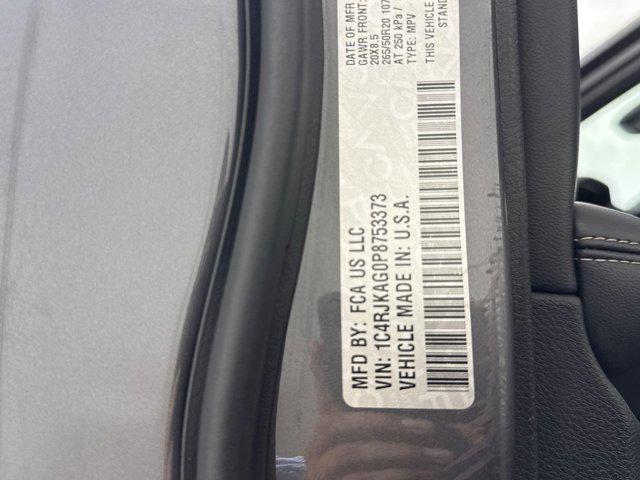 DATE OF MFR
GAWR FRONT:
20X8.5
265/50R20 107
AT 250 kPa /
TYPE: MPV
THIS VEHICLE
STAND
MFD BY: FCA US LLC
VIN: 1C4RJKAG0P8753373
VEHICLE MADE IN: U.S.A.